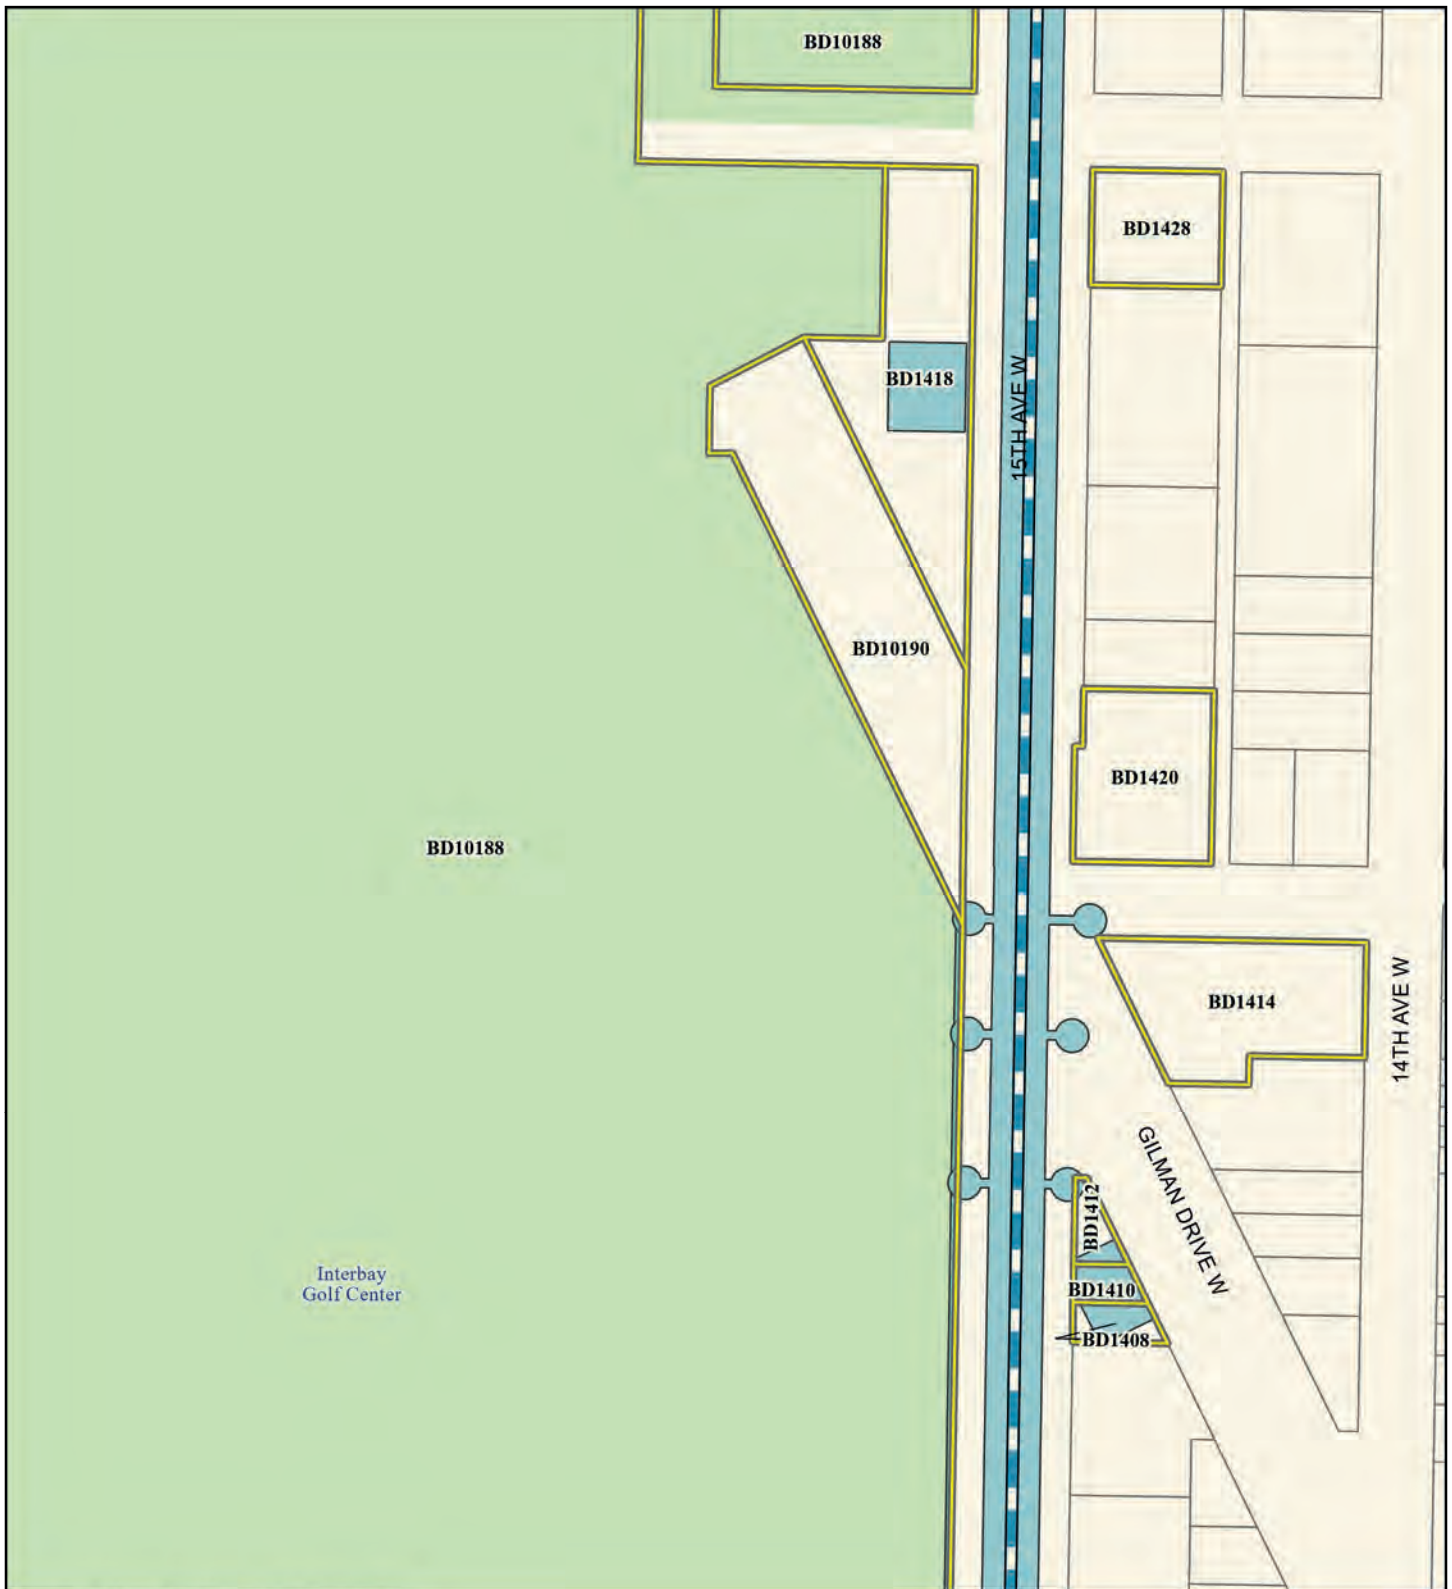 BD10188
BD1428
BD1418
15TH AVE W
BD10190
BD1420
BD10188
BD1414
14TH AVE W
GILMAN DRIVE W
BD1412
Interbay
Golf Center
BD1410
BD1408